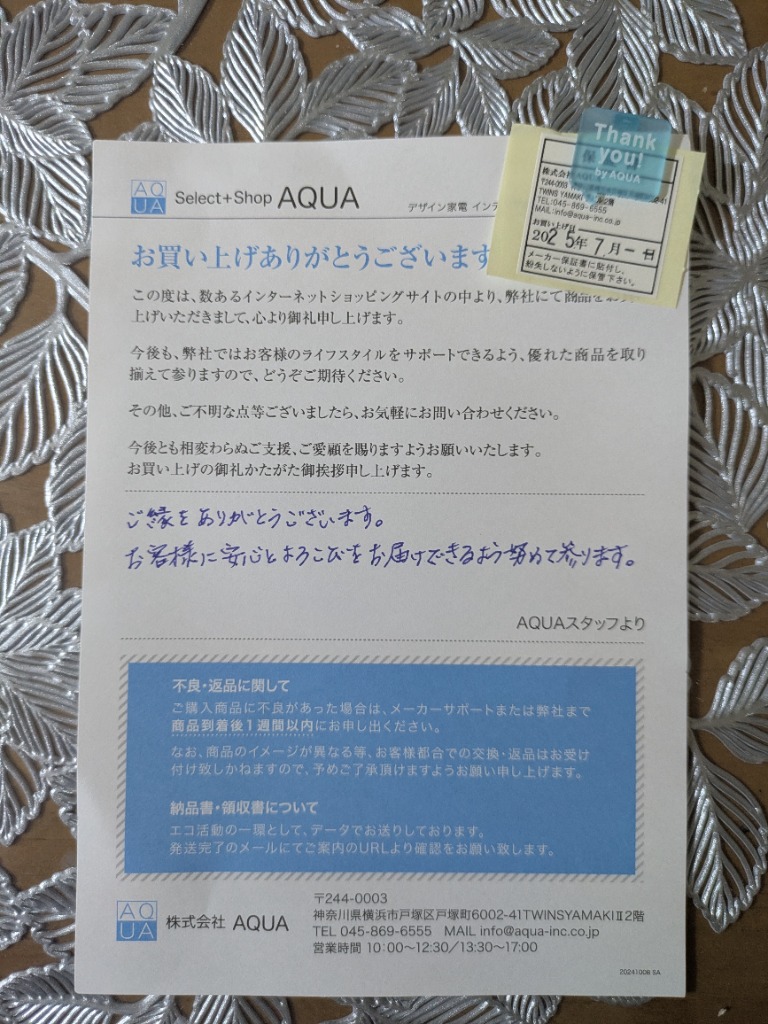 AQUA
Select+Shop AQUA
デザイン家電 インテ
お買い上げありがとうございます
この度は、数あるインターネットショッピングサイトの中より、弊社にて商品を
上げいただきまして、心より御礼申し上げます。
今後も、弊社ではお客様のライフスタイルをサポートできるよう、優れた商品を取り
揃えて参りますので、どうぞご期待ください。
その他、ご不明な点等ございましたら、お気軽にお問い合わせください。
今後とも相変わらぬご支援、ご愛顧を賜りますようお願いいたします。
お買い上げの御礼かたがた御挨拶申し上げます。
ご縁をありがとうございます。
お客様に安心とよろこびをお届けできるよう努めて参ります。
AQUAスタッフより
不良・返品に関して
ご購入商品に不良があった場合は、メーカーサポートまたは弊社まで
商品到着後1週間以内にお申し出ください。
なお、商品のイメージが異なる等、お客様都合での交換・返品はお受け
付け致しかねますので、予めご了承頂けますようお願い申し上げます。
納品書・領収書について
エコ活動の一環として、データでお送りしております。
発送完了のメールにてご案内のURLより確認をお願い致します。
AQUA
株式会社 AQUA
〒244-0003
神奈川県横浜市戸塚区戸塚町6002-41TWINSYAMAKIⅡ2階
TEL 045-869-6555 MAIL info@aqua-inc.co.jp
営業時間 10:00〜12:30/13:30〜17:00
20241008 SA
Thank
you!
by AQUA
保
株式会社
〒244-0003
TWINS YAMAKI
TEL:045-869-6555
MAIL:info@aqua-inc.co.jp
お買い上げ日
2025年7月一日
メーカー保証書に貼付し、
紛失しないように保管下さい。